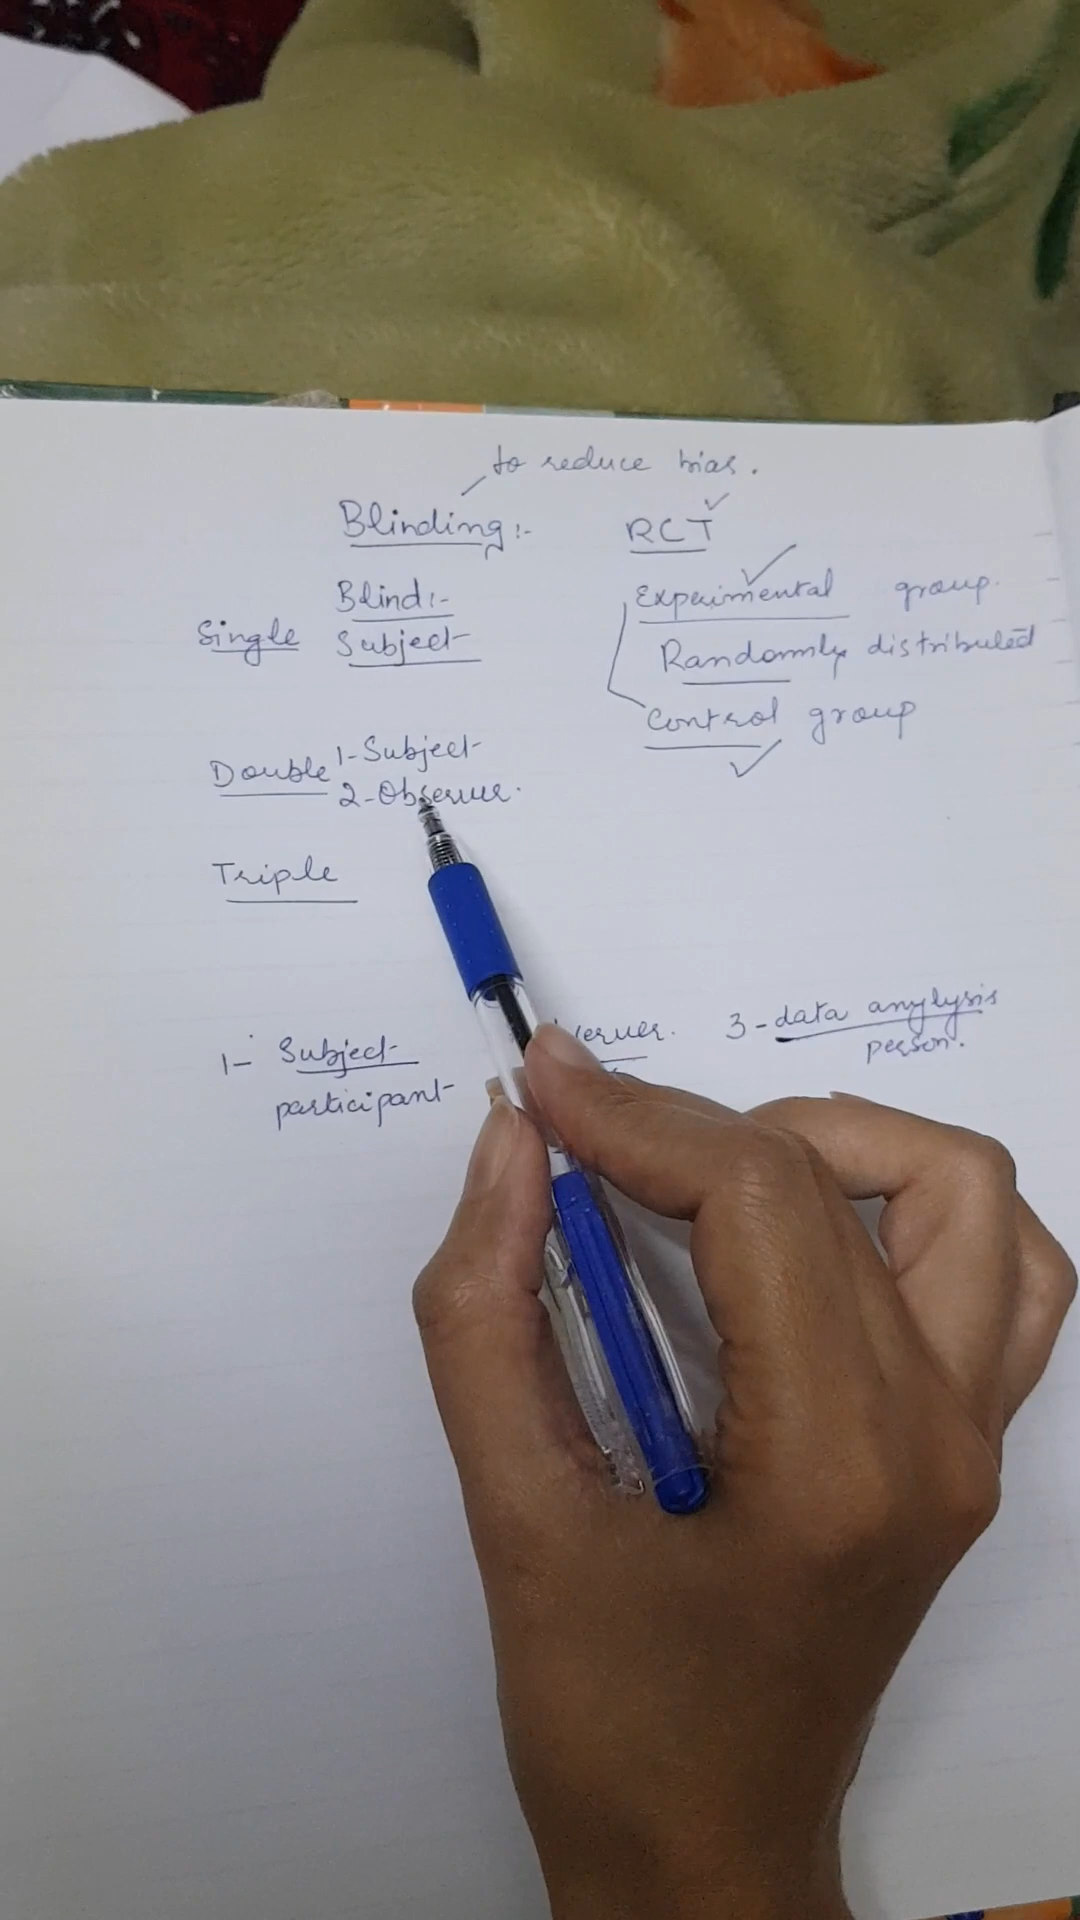 to reduce bias.
Blinding:-
RCT
Blind:-
Single Subject
Experimental group.
Randomly distributed
Control group
Double 1-Subject
2-Observer.
Triple
1- Subject
participant
3-data anylysis
person.